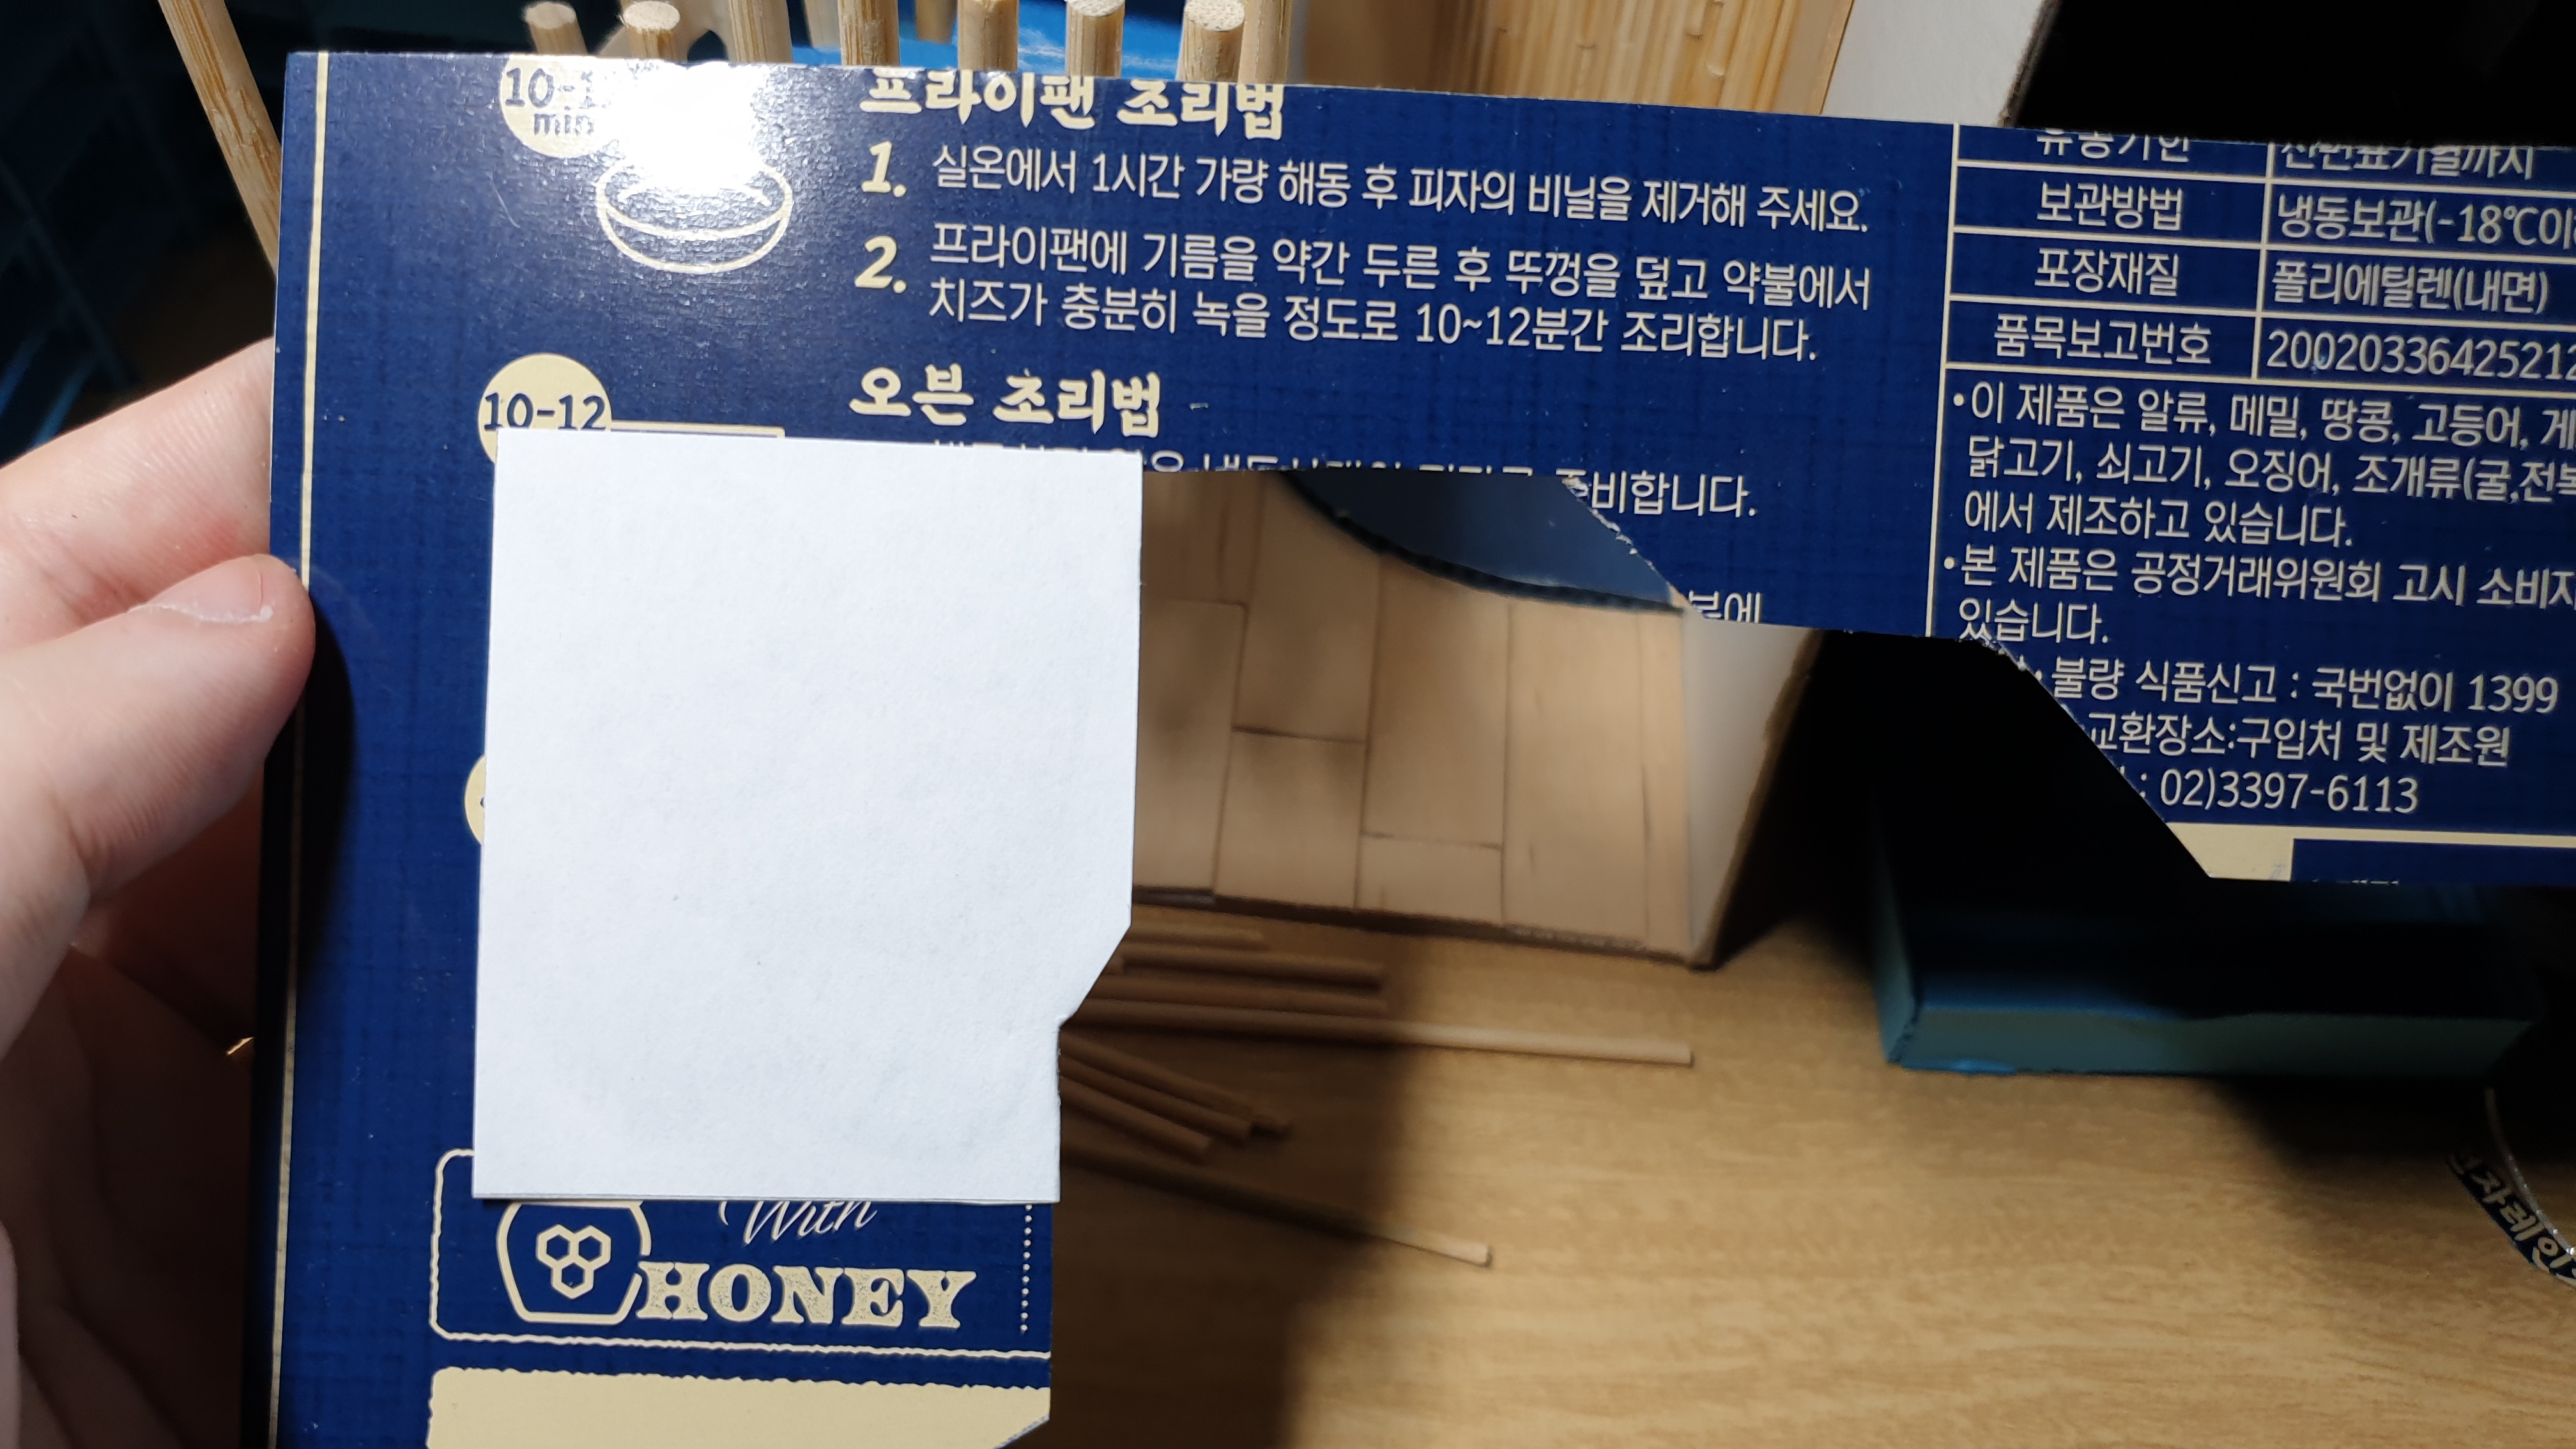 min
프라이팬 조리법
1. 실온에서 1시간 가량 해동 후 피자의 비닐을 제거해 주세요.
2. 프라이팬에 기름을 약간 두른 후 뚜껑을 덮고 약불에서
치즈가 충분히 녹을 정도로 10~12분간 조리합니다.
10-12
오븐 조리법
준비합니다.
With
HONEY
유통기한
보관방법 냉동보관(-18℃이
포장재질 폴리에틸렌(내면)
품목보고번호 20020336425212
•이 제품은 알류, 메밀, 땅콩, 고등어, 게
닭고기, 쇠고기, 오징어, 조개류(굴,전복
에서 제조하고 있습니다.
•본 제품은 공정거래위원회 고시 소비자
있습니다.
불량 식품신고 : 국번없이 1399
교환장소:구입처 및 제조원
: 02)3397-6113